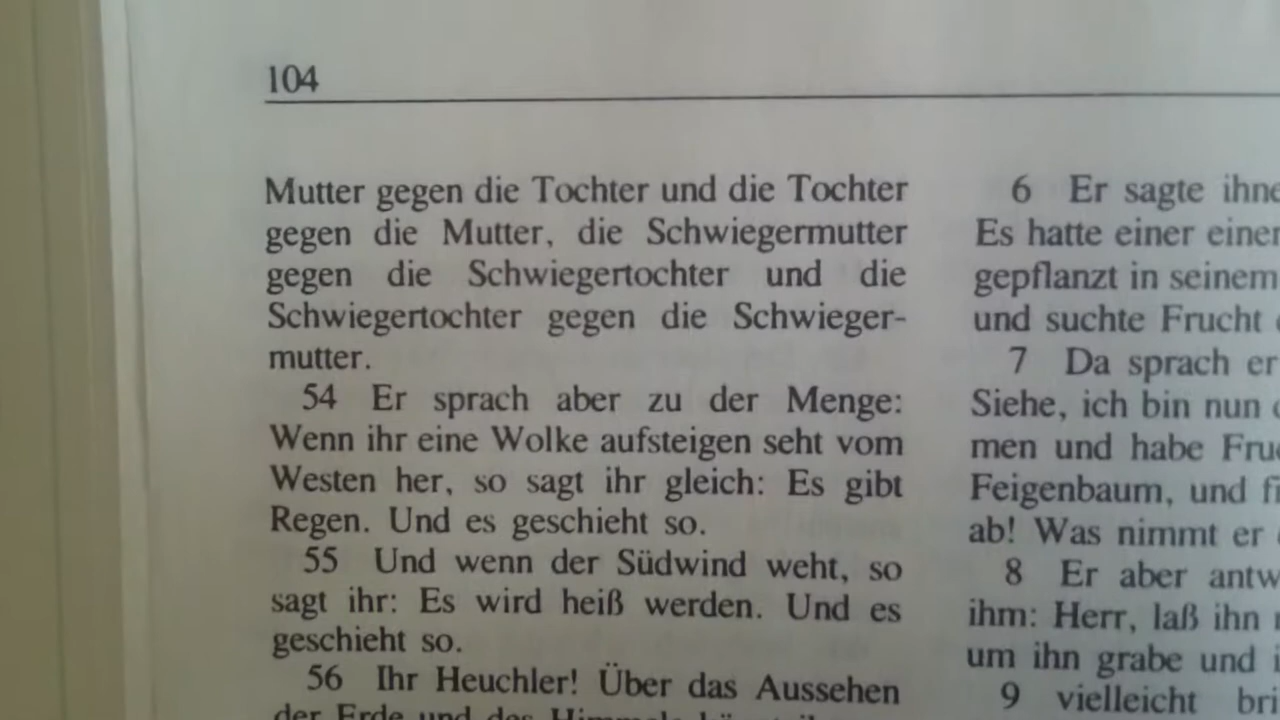 104
Mutter gegen die Tochter und die Tochter
gegen die Mutter, die Schwiegermutter
gegen die Schwiegertochter und die
Schwiegertochter gegen die Schwieger-
mutter.
54 Er sprach aber zu der Menge:
Wenn ihr eine Wolke aufsteigen seht vom
Westen her, so sagt ihr gleich: Es gibt
Regen. Und es geschieht so.
55 Und wenn der Südwind weht, so
sagt ihr: Es wird heiß werden. Und es
geschieht so.
56 Ihr Heuchler! Über das Aussehen
der Erde und des Himmels
6 Er sagte
Es hatte einer
gepflanzt in seinem
und suchte Frucht
7 Da sprach er
Siehe, ich bin nun
men und habe
Feigenbaum, und
ab! Was nimmt er
8 Er aber
ihm: Herr, laß ihn
um ihn grabe und
9 vielleicht